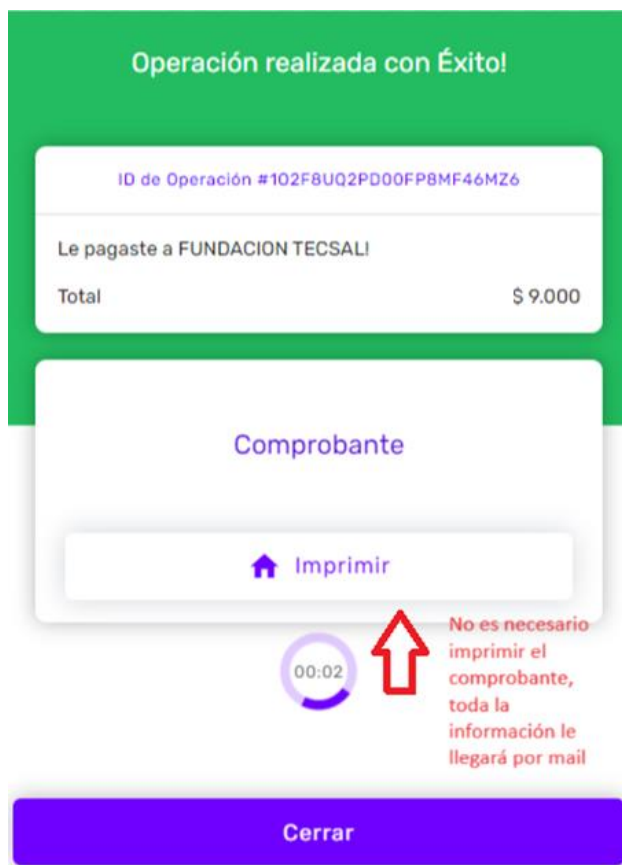 Operación realizada con Éxito!
ID de Operación #102F8UQ2PD00FP8MF46MZ6
Le pagaste a FUNDACION TECSAL!
Total $ 9.000
Comprobante
Imprimir
No es necesario
imprimir el
comprobante,
toda la
información le
llegará por mail
00:02
Cerrar